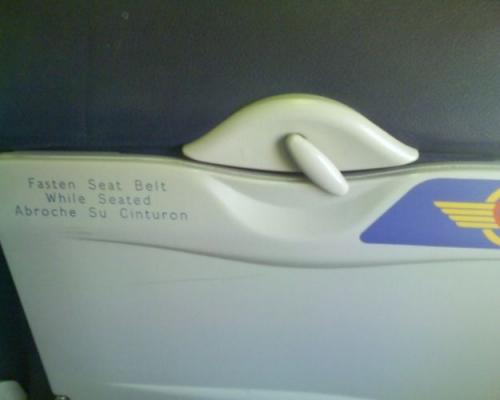 Fasten Seat Belt
While Seated
Abroche Su Cinturon